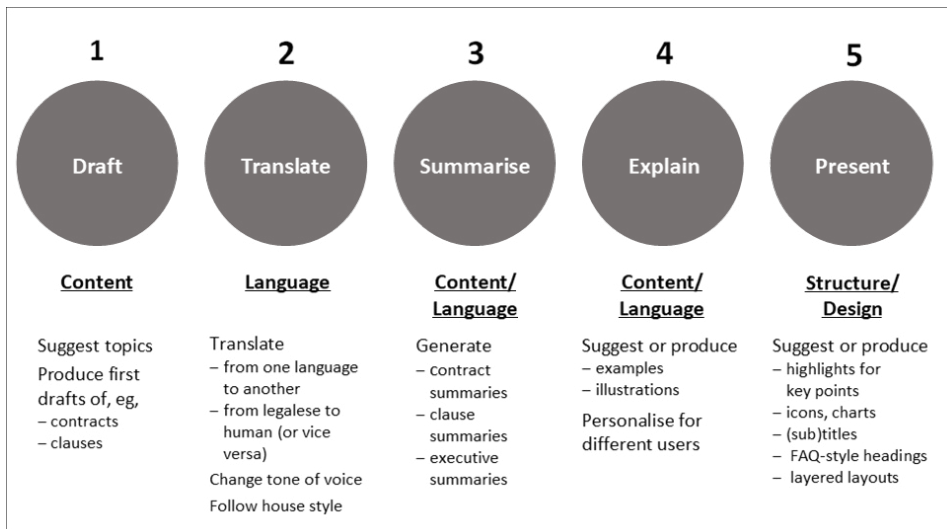 1
Draft
Content
Suggest topics
Produce first
drafts of, eg,
– contracts
– clauses
2
Translate
Language
Translate
– from one language
to another
– from legalese to
human (or vice
versa)
Change tone of voice
Follow house style
3
Summarise
Content/
Language
Generate
– contract
summaries
– clause
summaries
– executive
summaries
4
Explain
Content/
Language
Suggest or produce
– examples
– illustrations
Personalise for
different users
5
Present
Structure/
Design
Suggest or produce
– highlights for
key points
– icons, charts
– (sub)titles
– FAQ-style headings
– layered layouts